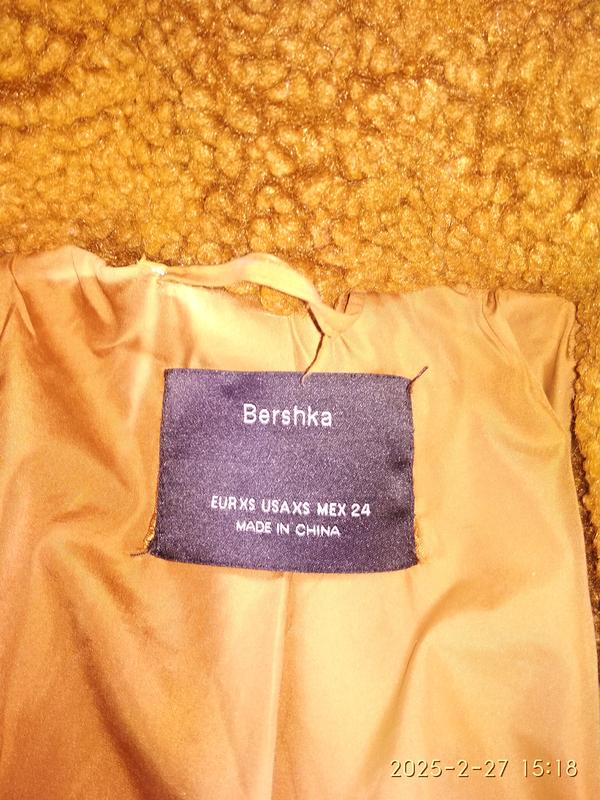 Bershka
EUR XS USA XS MEX 24
MADE IN CHINA
2025-2-27 15:18